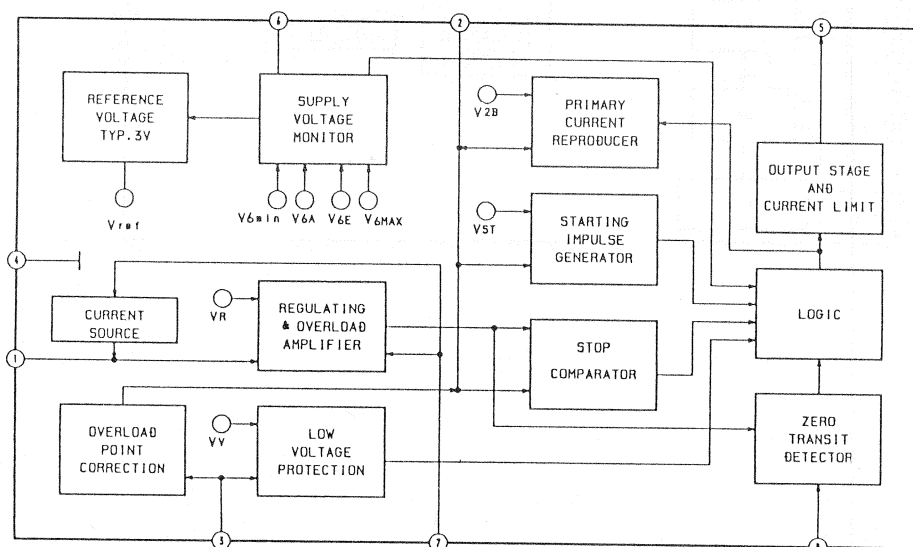 6
2
5
REFERENCE
VOLTAGE
TYP.3V
SUPPLY
VOLTAGE
MONITOR
V2B
PRIMARY
CURRENT
REPRODUCER
OUTPUT STAGE
AND
CURRENT LIMIT
Vref
V6min
V6A
V6E
V6MAX
VST
STARTING
IMPULSE
GENERATOR
4
CURRENT
SOURCE
VR
REGULATING
& OVERLOAD
AMPLIFIER
LOGIC
1
STOP
COMPARATOR
OVERLOAD
POINT
CORRECTION
VV
LOW
VOLTAGE
PROTECTION
ZERO
TRANSIT
DETECTOR
3
7
8